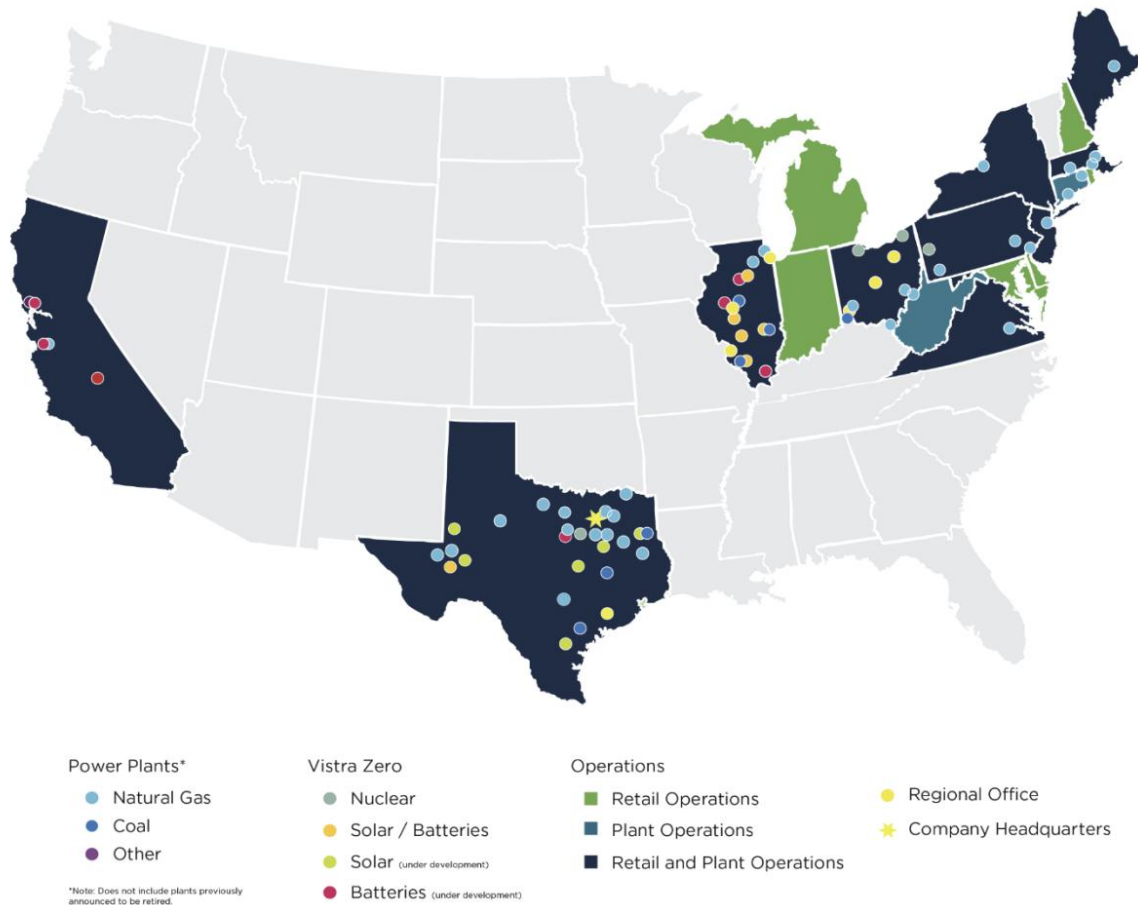 Power Plants*
Natural Gas
Coal
Other
*Note: Does not include plants previously
announced to be retired.
Vistra Zero
Nuclear
Solar / Batteries
Solar (under development)
Batteries (under development)
Operations
Retail Operations
Plant Operations
Retail and Plant Operations
Regional Office
Company Headquarters